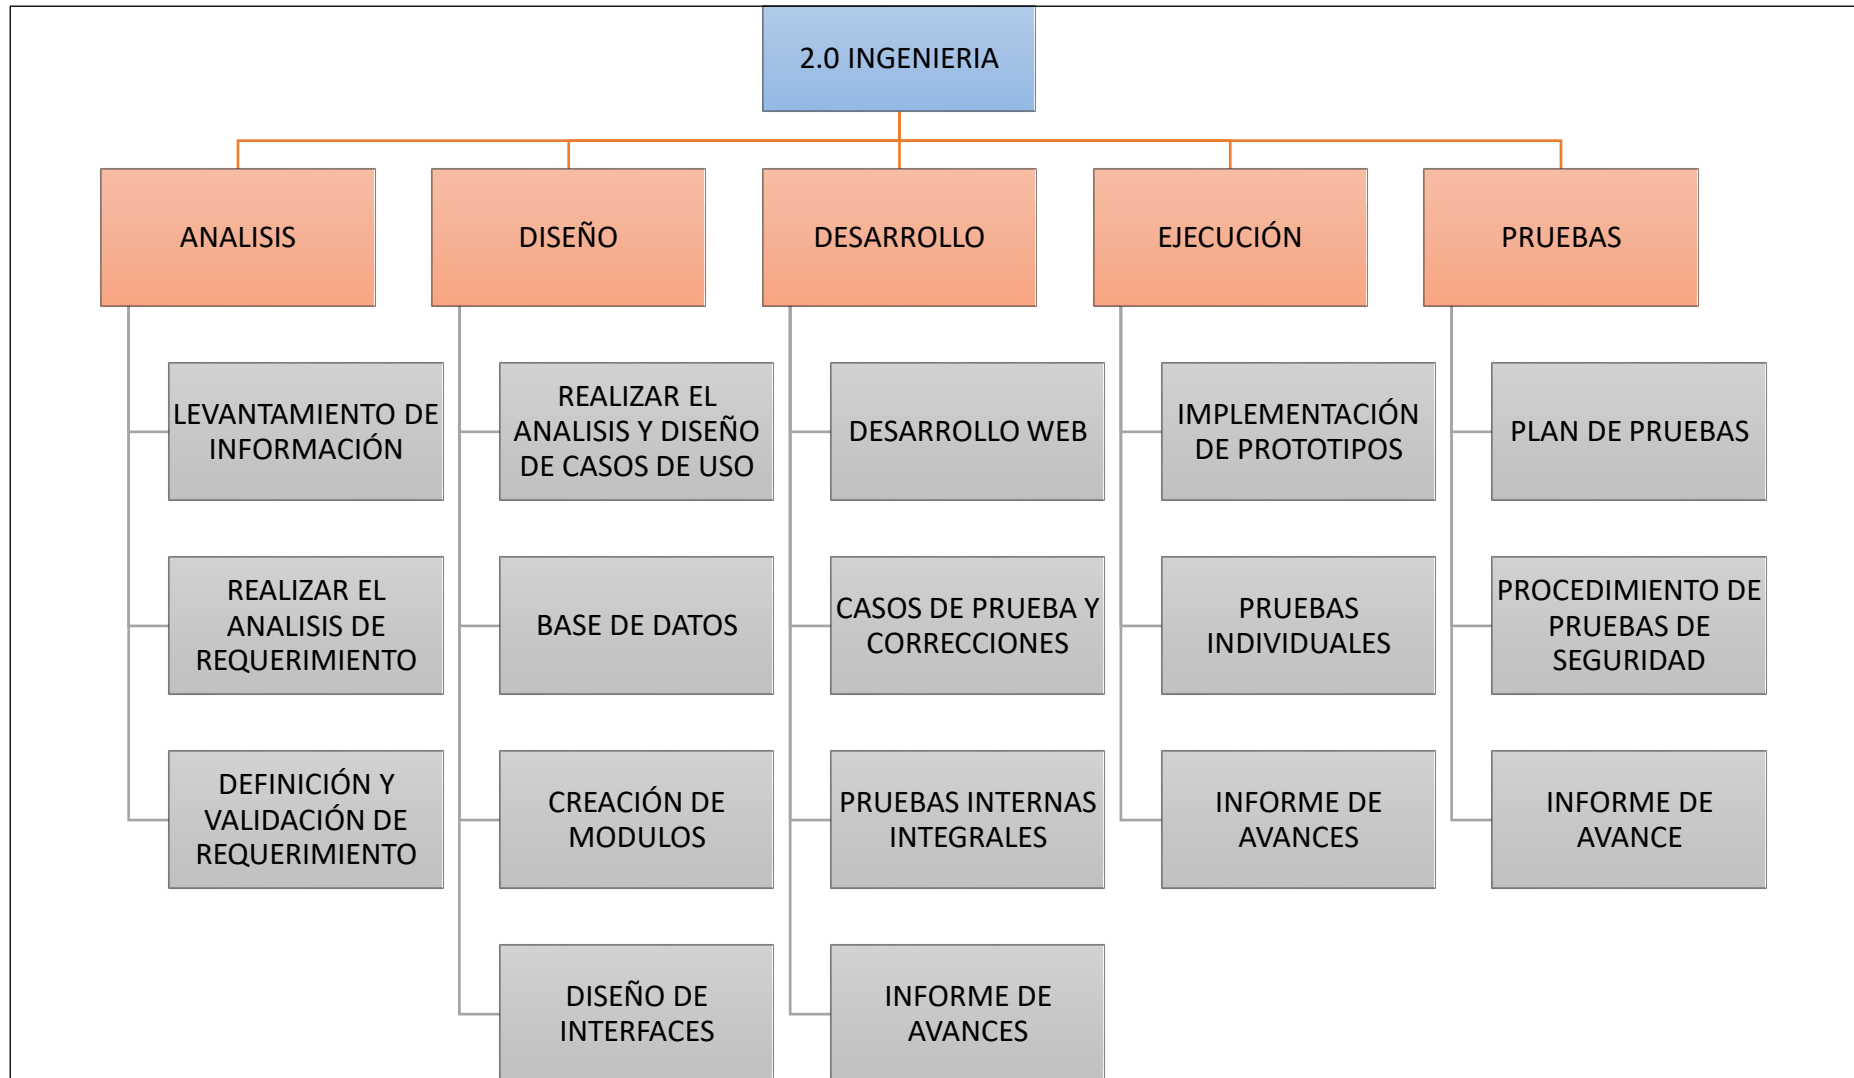 2.0 INGENIERIA
ANALISIS
DISEÑO
DESARROLLO
EJECUCIÓN
PRUEBAS
LEVANTAMIENTO DE
INFORMACIÓN
REALIZAR EL
ANALISIS DE
REQUERIMIENTO
DEFINICIÓN Y
VALIDACIÓN DE
REQUERIMIENTO
REALIZAR EL
ANALISIS Y DISEÑO
DE CASOS DE USO
BASE DE DATOS
CREACIÓN DE
MODULOS
DISEÑO DE
INTERFACES
DESARROLLO WEB
CASOS DE PRUEBA Y
CORRECCIONES
PRUEBAS INTERNAS
INTEGRALES
INFORME DE
AVANCES
IMPLEMENTACIÓN
DE PROTOTIPOS
PRUEBAS
INDIVIDUALES
INFORME DE
AVANCES
PLAN DE PRUEBAS
PROCEDIMIENTO DE
PRUEBAS DE
SEGURIDAD
INFORME DE
AVANCE